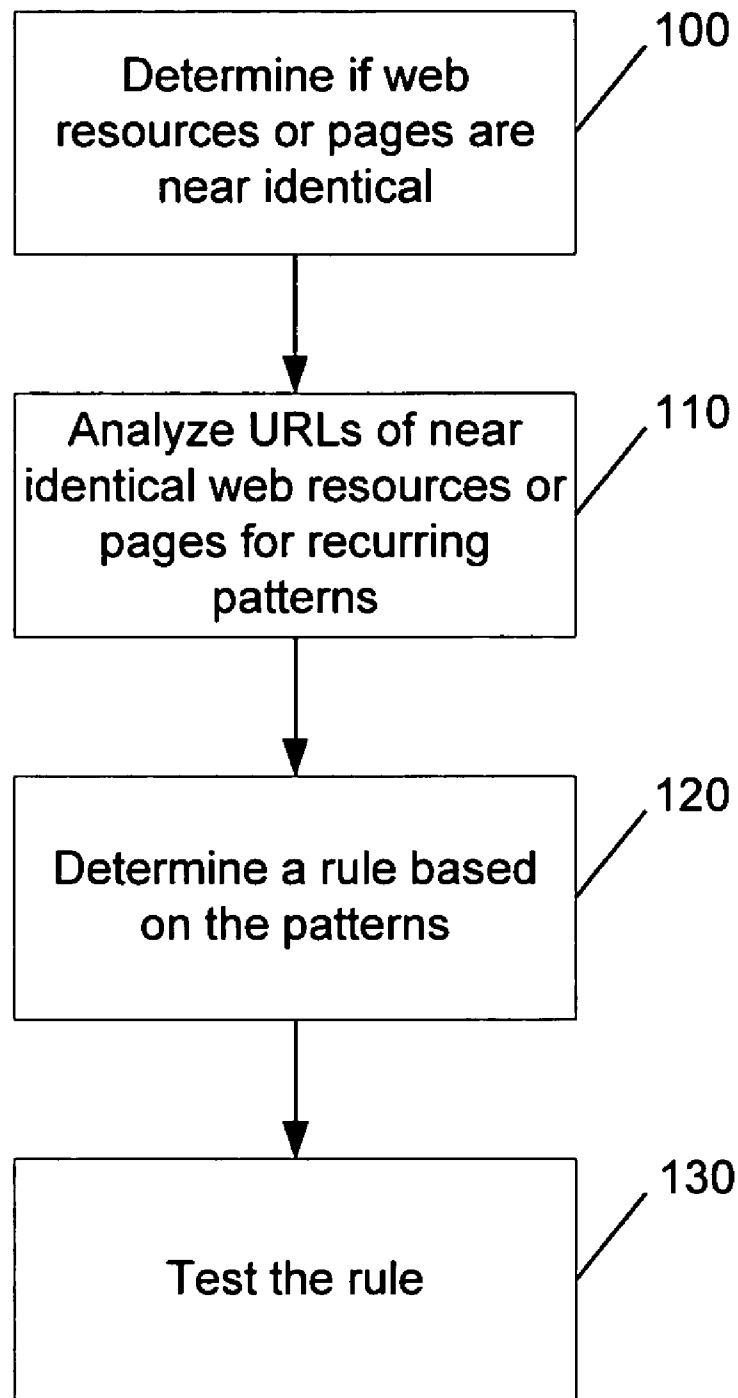 100
Determine if web
resources or pages are
near identical
110
Analyze URLs of near
identical web resources or
pages for recurring
patterns
120
Determine a rule based
on the patterns
130
Test the rule